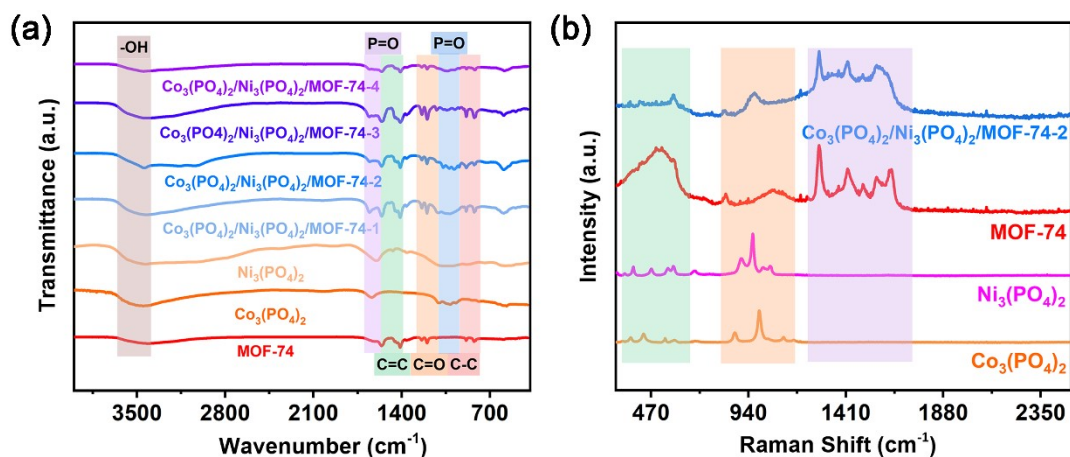 (a)
-OH
P=O
P=O
Co₃(PO₄)₂/Ni₃(PO₄)₂/MOF-74-4
Co₃(PO4)₂/Ni₃(PO₄)₂/MOF-74-3
Co₃(PO₄)₂/Ni₃(PO₄)₂/MOF-74-2
Co₃(PO₄)₂/Ni₃(PO₄)₂/MOF-74-1
Ni₃(PO₄)₂
Co₃(PO₄)₂
MOF-74
C=C
C=O
C-C
Transmittance (a.u.)
3500
2800
2100
1400
700
Wavenumber (cm⁻¹)
(b)
Co₃(PO₄)₂/Ni₃(PO₄)₂/MOF-74-2
MOF-74
Ni₃(PO₄)₂
Co₃(PO₄)₂
Intensity (a.u.)
470
940
1410
1880
2350
Raman Shift (cm⁻¹)